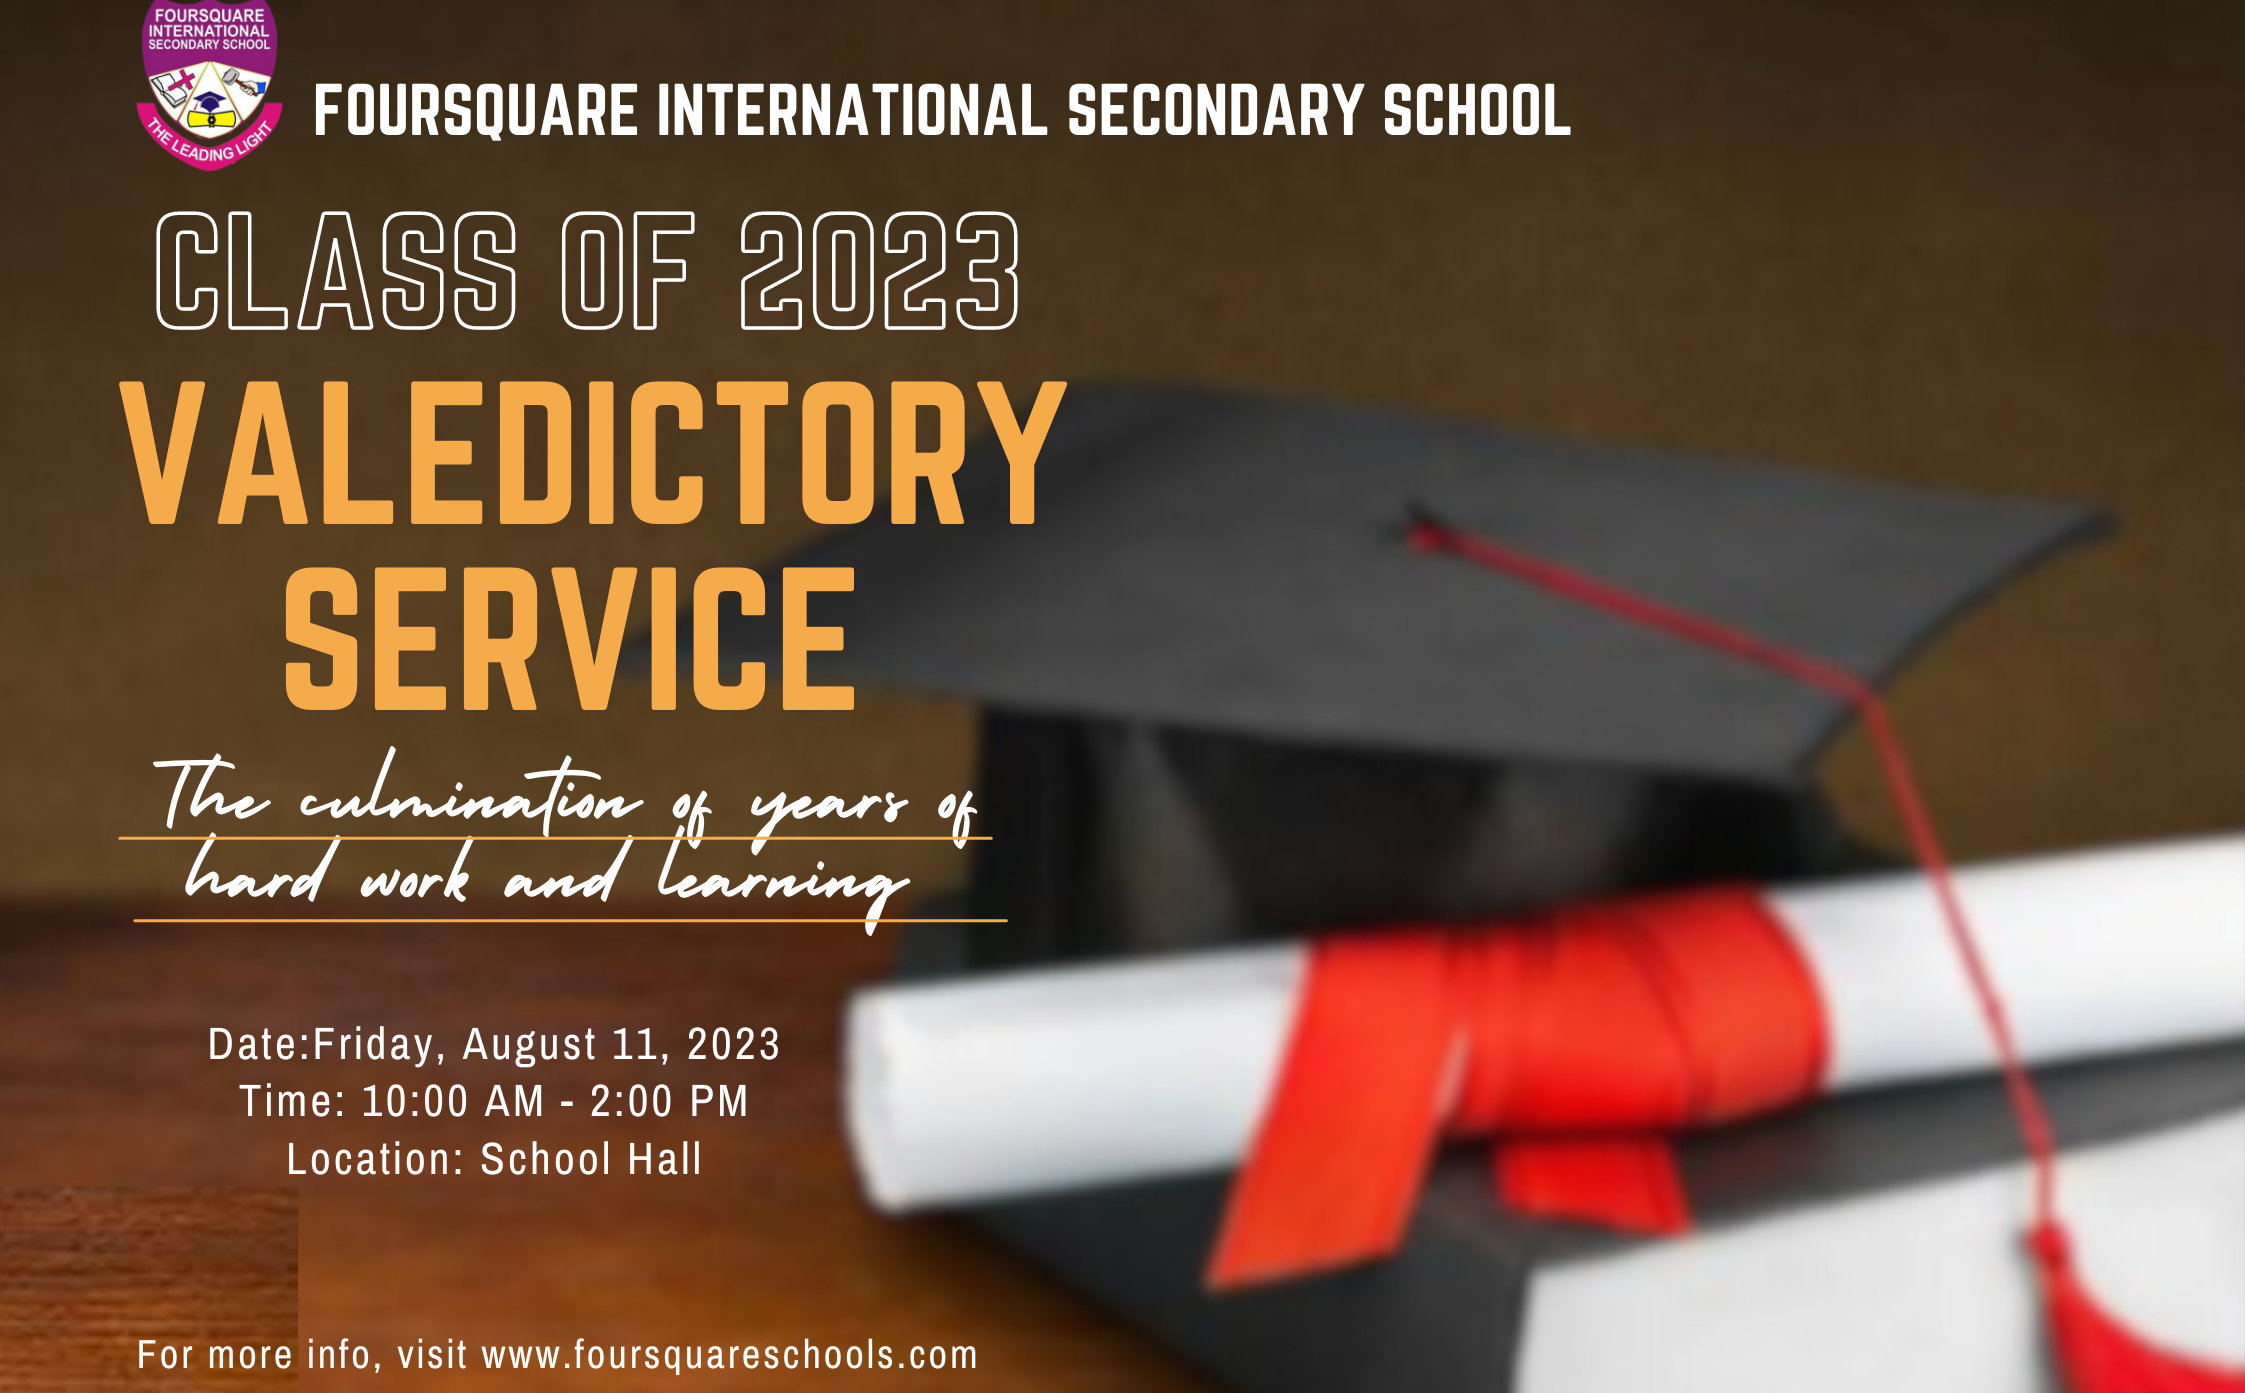 FOURSQUARE
INTERNATIONAL
SECONDARY SCHOOL
THE LEADING LIGHT
FOURSQUARE INTERNATIONAL SECONDARY SCHOOL
CLASS OF 2023
VALEDICTORY
SERVICE
The culmination of years of
hard work and learning
Date:Friday, August 11, 2023
Time: 10:00 AM - 2:00 PM
Location: School Hall
For more info, visit www.foursquareschools.com